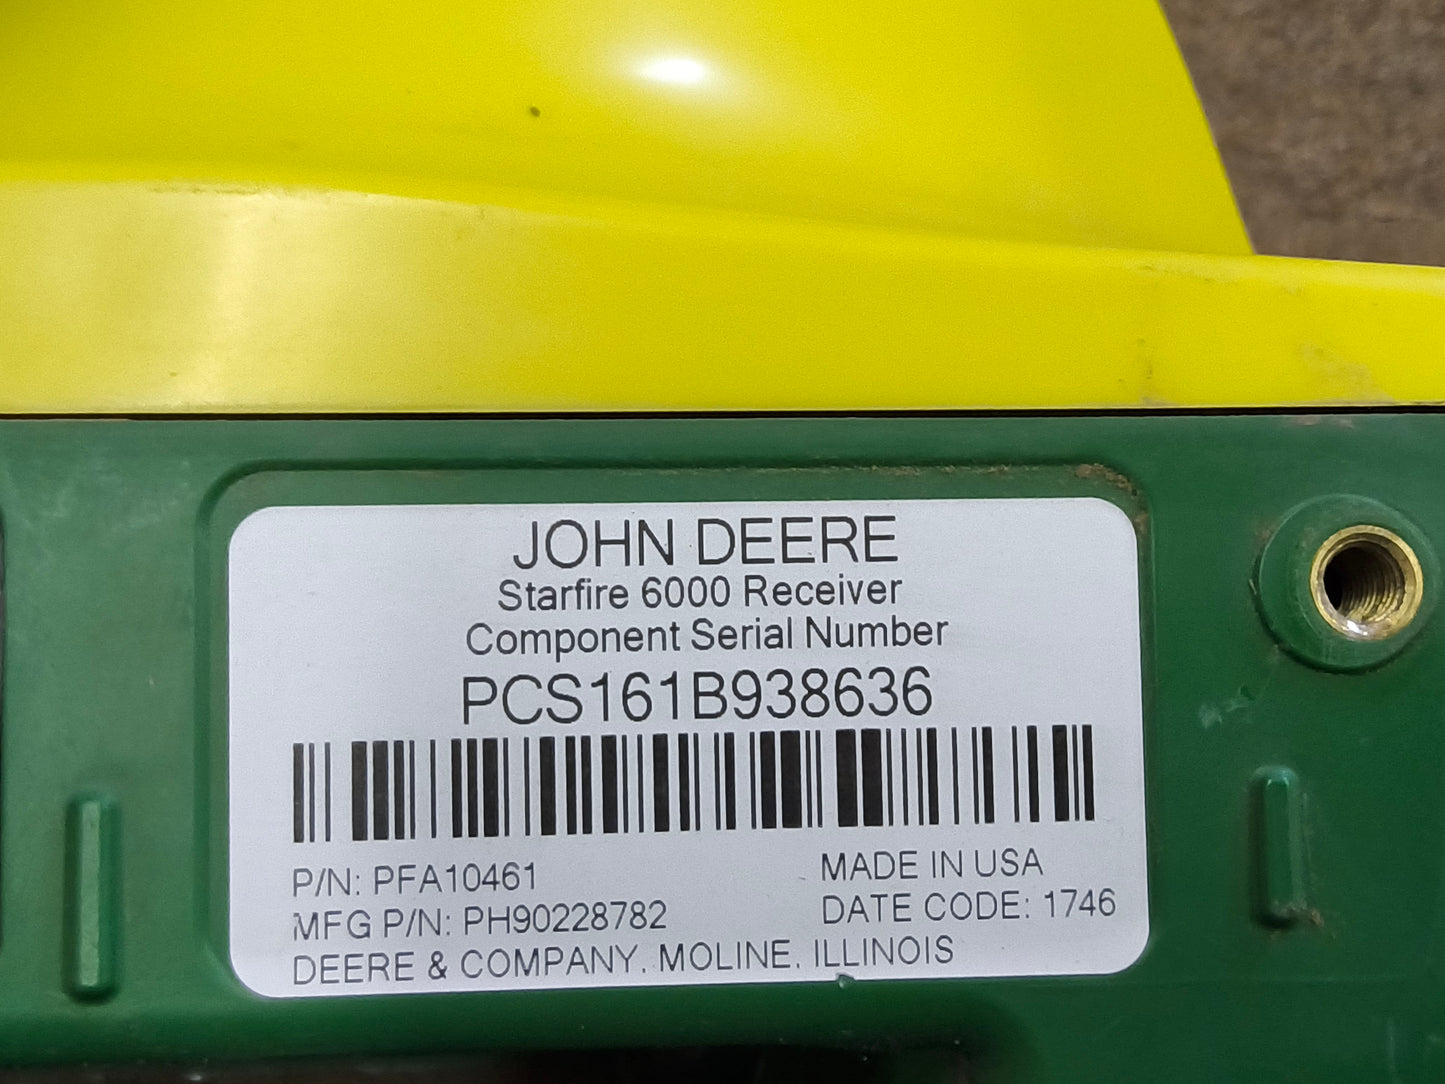 JOHN DEERE
Starfire 6000 Receiver
Component Serial Number
PCS161B938636
P/N: PFA10461
MADE IN USA
MFG P/N: PH90228782
DATE CODE: 1746
DEERE & COMPANY, MOLINE, ILLINOIS